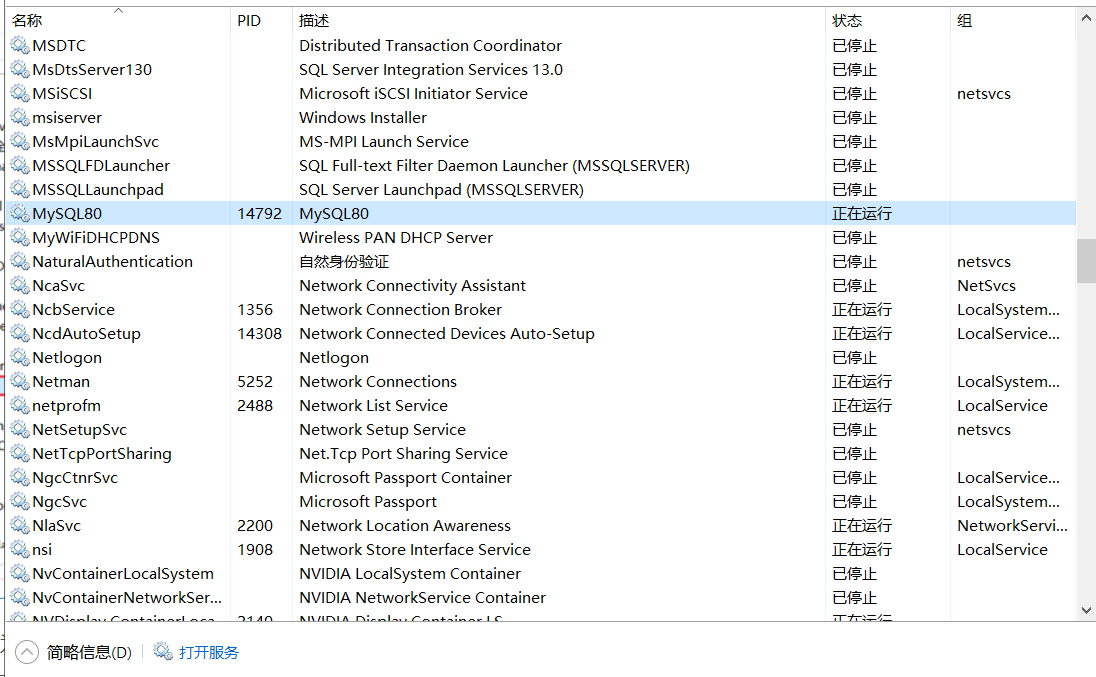 名称 PID 描述 状态 组
MSDTC Distributed Transaction Coordinator 已停止
MsDtsServer130 SQL Server Integration Services 13.0 已停止
MSiSCSI Microsoft iSCSI Initiator Service 已停止 netsvcs
msiserver Windows Installer 已停止
MsMpiLaunchSvc MS-MPI Launch Service 已停止
MSSQLFDLauncher SQL Full-text Filter Daemon Launcher (MSSQLSERVER) 已停止
MSSQLLaunchpad SQL Server Launchpad (MSSQLSERVER) 已停止
MySQL80 14792 MySQL80 正在运行
MyWiFiDHCPDNS Wireless PAN DHCP Server 已停止
NaturalAuthentication 自然身份验证 已停止 netsvcs
NcaSvc Network Connectivity Assistant 已停止 NetSvcs
NcbService 1356 Network Connection Broker 正在运行 LocalSystem...
NcdAutoSetup 14308 Network Connected Devices Auto-Setup 正在运行 LocalService...
Netlogon Netlogon 已停止
Netman 5252 Network Connections 正在运行 LocalSystem...
netprofm 2488 Network List Service 正在运行 LocalService
NetSetupSvc Network Setup Service 已停止 netsvcs
NetTcpPortSharing Net.Tcp Port Sharing Service 已停止
NgcCtnrSvc Microsoft Passport Container 已停止 LocalService...
NgcSvc Microsoft Passport 已停止 LocalSystem...
NlaSvc 2200 Network Location Awareness 正在运行 NetworkServi...
nsi 1908 Network Store Interface Service 正在运行 LocalService
NvContainerLocalSystem NVIDIA LocalSystem Container 已停止
NvContainerNetworkSer... NVIDIA NetworkService Container 已停止
NVDisplay.ContainerLoca... 3140 NVIDIA Display Container LS 正在运行
简略信息(D) 打开服务